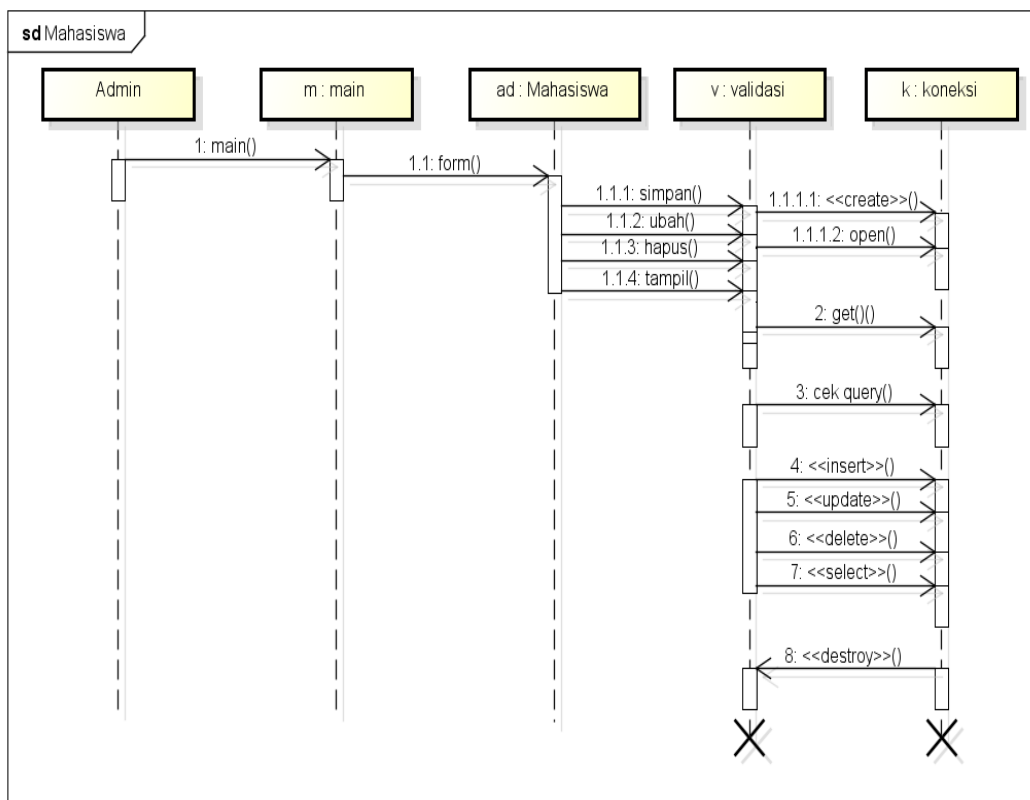 sd Mahasiswa
Admin
m : main
ad : Mahasiswa
v : validasi
k : koneksi
1: main()
1.1: form()
1.1.1: simpan()
1.1.1.1: <<create>>()
1.1.2: ubah()
1.1.1.2: open()
1.1.3: hapus()
1.1.4: tampil()
2: get()()
3: cek query()
4: <<insert>>()
5: <<update>>()
6: <<delete>>()
7: <<select>>()
8: <<destroy>>()